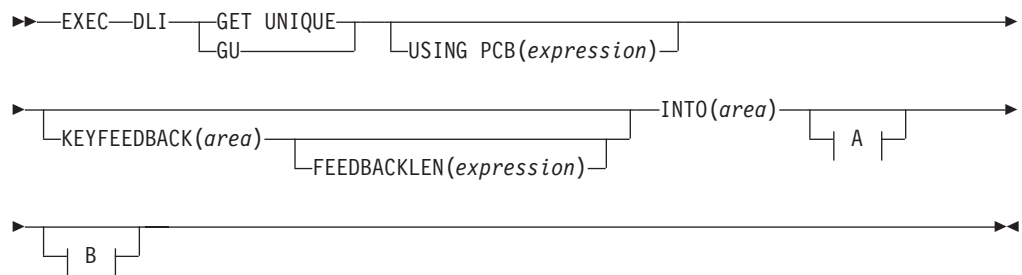 EXEC DLI GET UNIQUE
GU USING PCB(expression)
INTO(area)
KEYFEEDBACK(area) A
FEEDBACKLEN(expression)
B